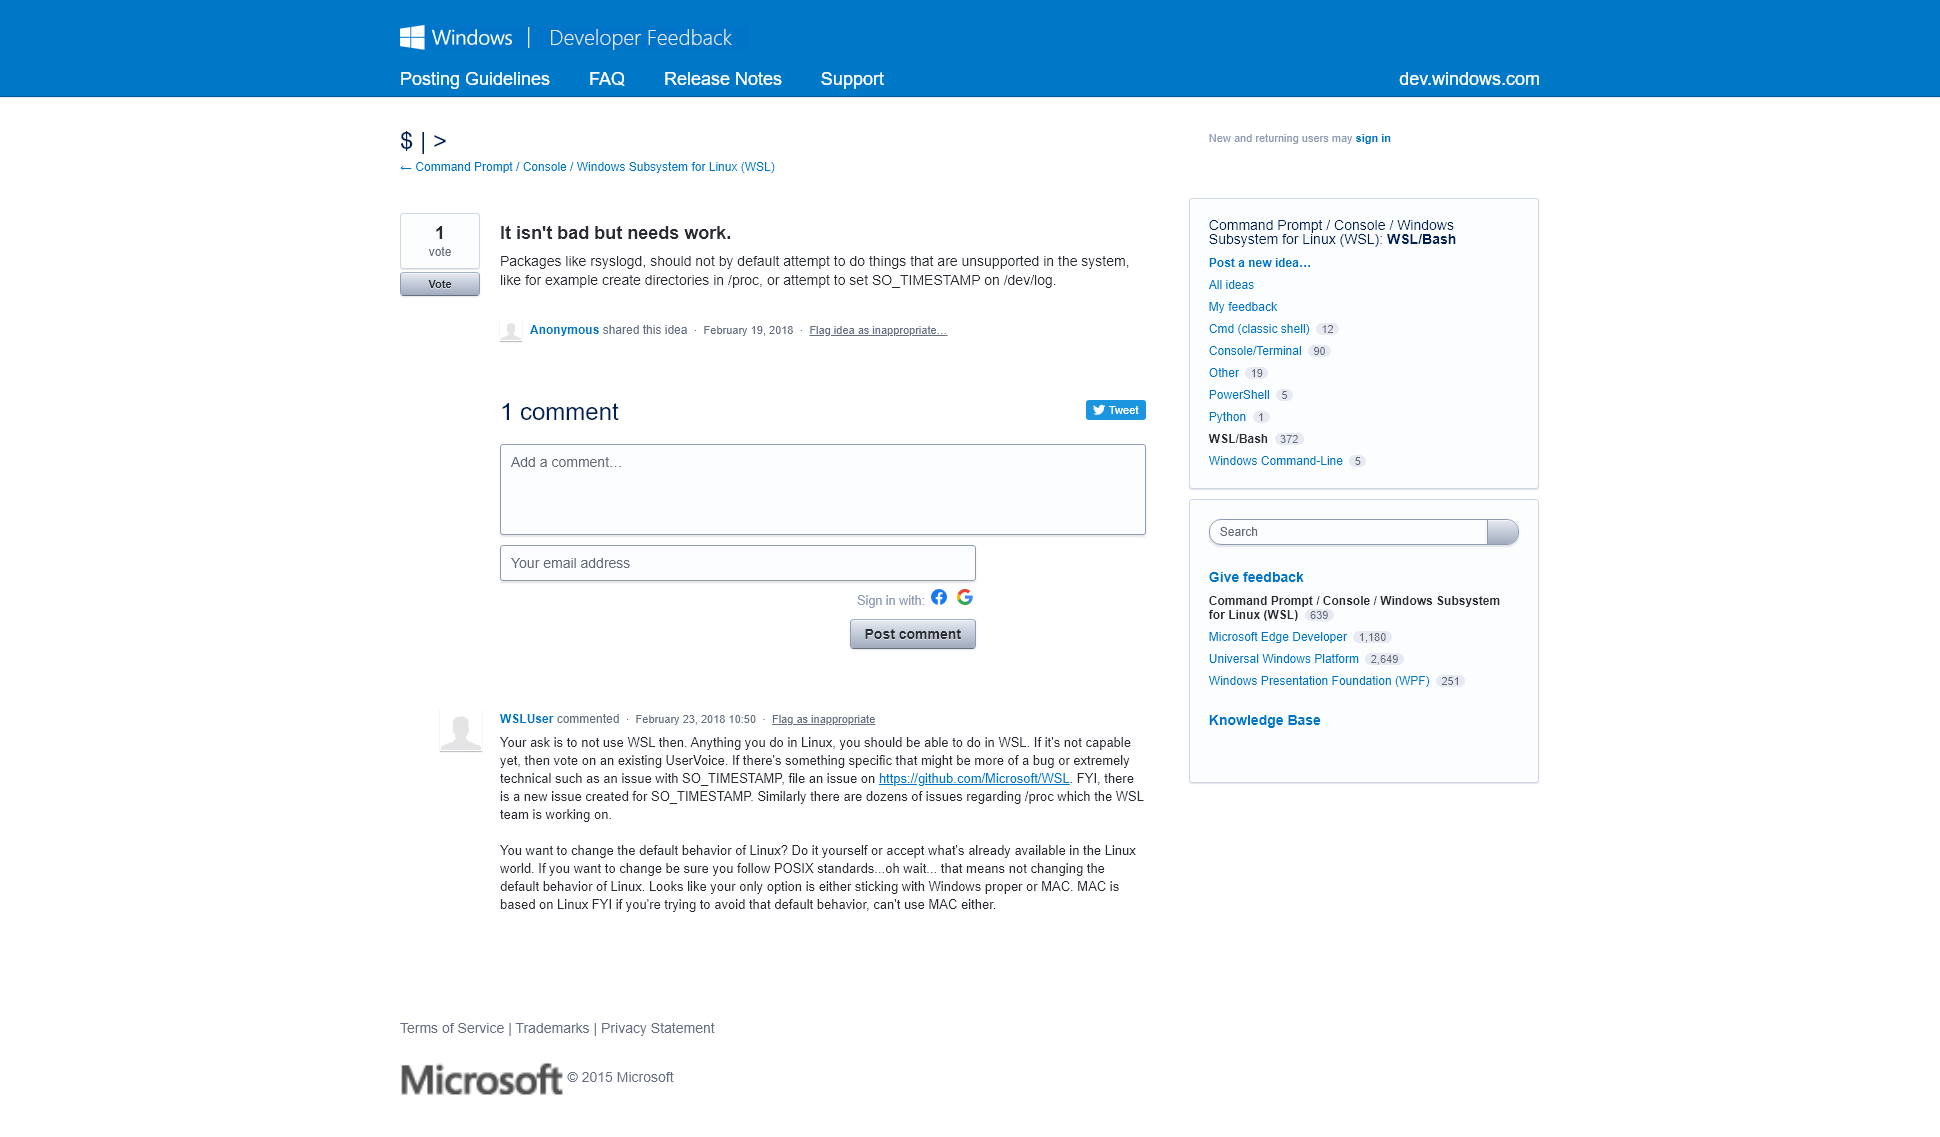 Windows | Developer Feedback
Posting Guidelines FAQ Release Notes Support dev.windows.com
$ | >
← Command Prompt / Console / Windows Subsystem for Linux (WSL)
1
vote
Vote
It isn't bad but needs work.
Packages like rsyslogd, should not by default attempt to do things that are unsupported in the system,
like for example create directories in /proc, or attempt to set SO_TIMESTAMP on /dev/log.
Anonymous shared this idea · February 19, 2018 · Flag idea as inappropriate…
1 comment
Tweet
Add a comment…
Your email address
Sign in with:
Post comment
WSLUser commented · February 23, 2018 10:50 · Flag as inappropriate
Your ask is to not use WSL then. Anything you do in Linux, you should be able to do in WSL. If it's not capable
yet, then vote on an existing UserVoice. If there's something specific that might be more of a bug or extremely
technical such as an issue with SO_TIMESTAMP, file an issue on https://github.com/Microsoft/WSL. FYI, there
is a new issue created for SO_TIMESTAMP. Similarly there are dozens of issues regarding /proc which the WSL
team is working on.
You want to change the default behavior of Linux? Do it yourself or accept what's already available in the Linux
world. If you want to change be sure you follow POSIX standards...oh wait... that means not changing the
default behavior of Linux. Looks like your only option is either sticking with Windows proper or MAC. MAC is
based on Linux FYI if you're trying to avoid that default behavior, can't use MAC either.
New and returning users may sign in
Command Prompt / Console / Windows
Subsystem for Linux (WSL): WSL/Bash
Post a new idea…
All ideas
My feedback
Cmd (classic shell) 12
Console/Terminal 90
Other 19
PowerShell 5
Python 1
WSL/Bash 372
Windows Command-Line 5
Search
Give feedback
Command Prompt / Console / Windows Subsystem
for Linux (WSL) 639
Microsoft Edge Developer 1,180
Universal Windows Platform 2,649
Windows Presentation Foundation (WPF) 251
Knowledge Base
Terms of Service | Trademarks | Privacy Statement
Microsoft © 2015 Microsoft